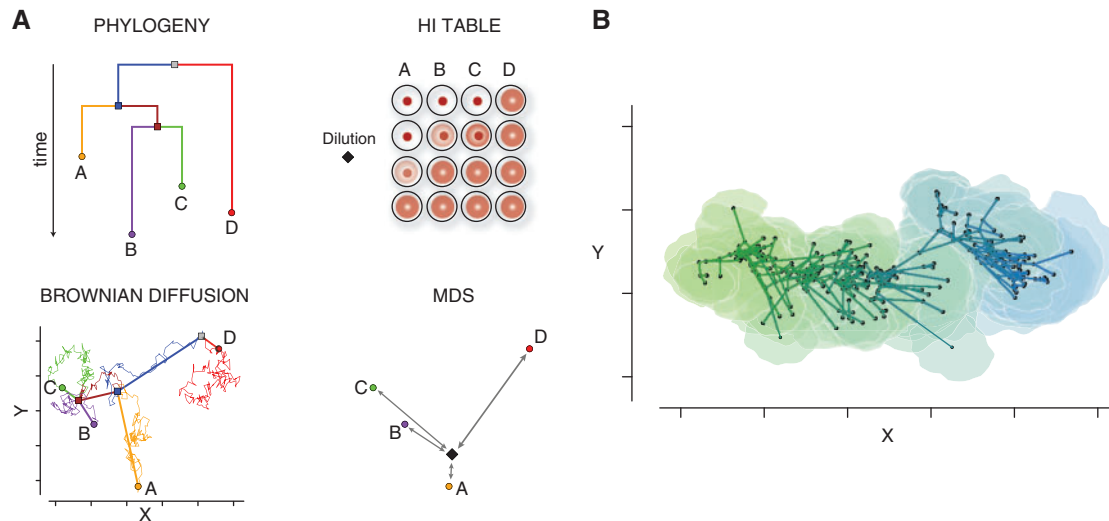 A
PHYLOGENY
time
A
B
C
D
HI TABLE
A B C D
Dilution
BROWNIAN DIFFUSION
Y
C
B
D
A
X
MDS
D
C
B
A
B
Y
X